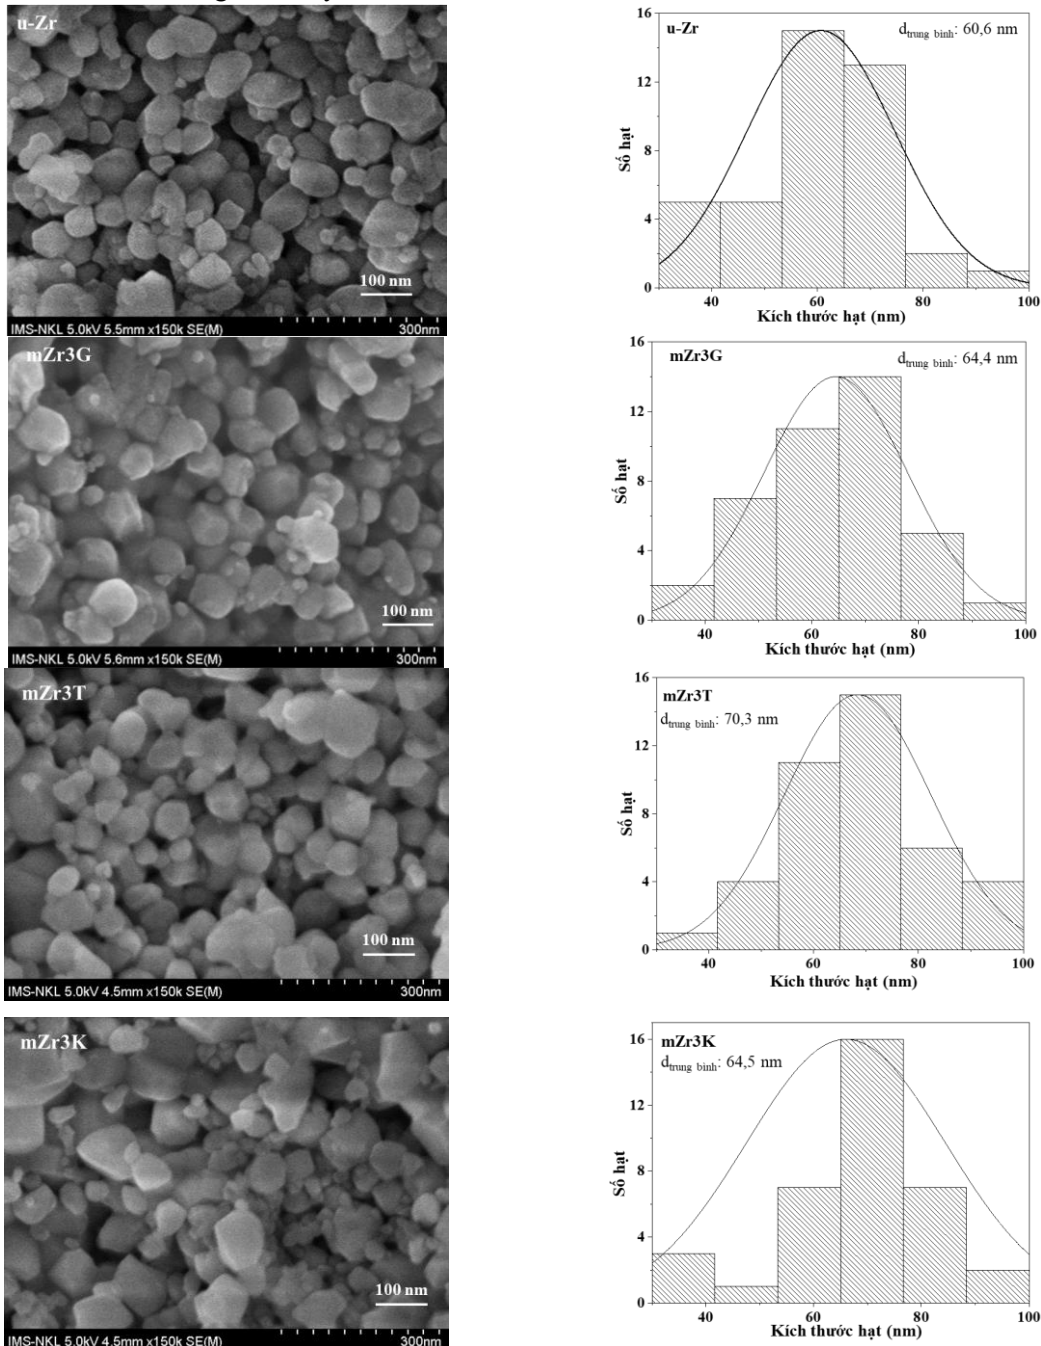 u-Zr
100 nm
IMS-NKL 5.0kV 5.5mm x150k SE(M)
300nm
u-Zr
d trung bình: 60,6 nm
16
12
8
4
0
Số hạt
40
60
80
100
Kích thước hạt (nm)
mZr3G
100 nm
IMS-NKL 5.0kV 5.6mm x150k SE(M)
300nm
mZr3G
d trung bình: 64,4 nm
16
12
8
4
0
Số hạt
40
60
80
100
Kích thước hạt (nm)
mZr3T
100 nm
IMS-NKL 5.0kV 4.5mm x150k SE(M)
300nm
mZr3T
d trung bình: 70,3 nm
16
12
8
4
0
Số hạt
40
60
80
100
Kích thước hạt (nm)
mZr3K
100 nm
IMS-NKL 5.0kV 4.5mm x150k SE(M)
300nm
mZr3K
d trung bình: 64,5 nm
16
12
8
4
Số hạt
40
60
80
100
Kích thước hạt (nm)